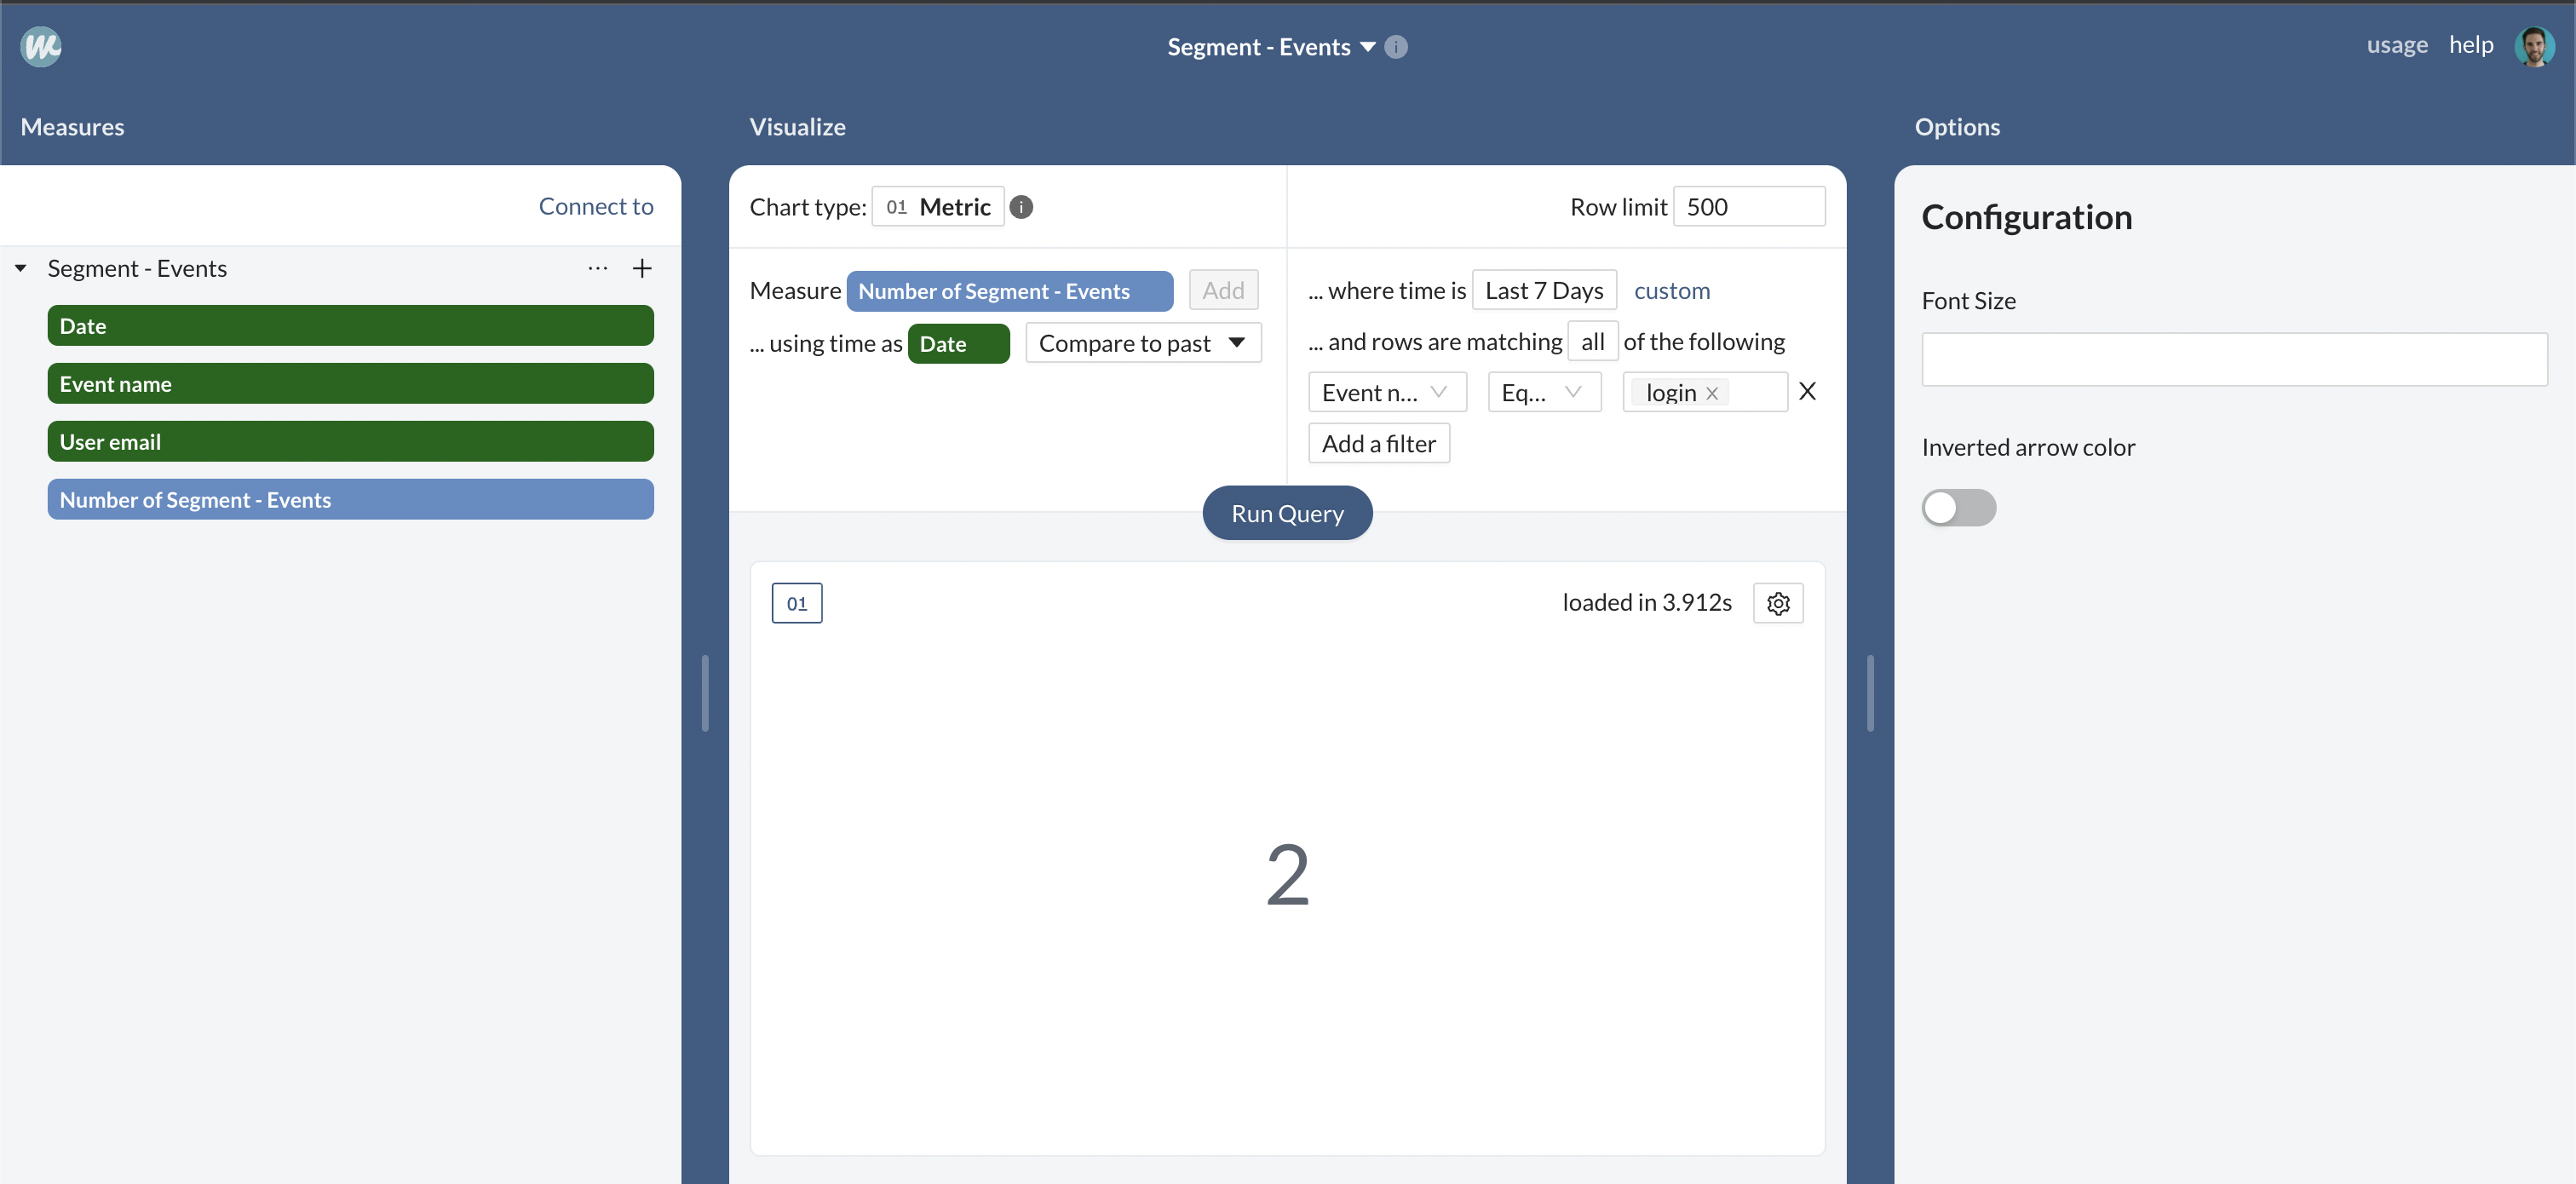 Segment - Events
usage help
Measures
Visualize
Options
Connect to
Segment - Events
Date
Event name
User email
Number of Segment - Events
Chart type: 01 Metric
Row limit 500
Measure Number of Segment - Events Add
... using time as Date Compare to past
... where time is Last 7 Days custom
... and rows are matching all of the following
Event n... Eq... login
Add a filter
Run Query
01
loaded in 3.912s
2
Configuration
Font Size
Inverted arrow color